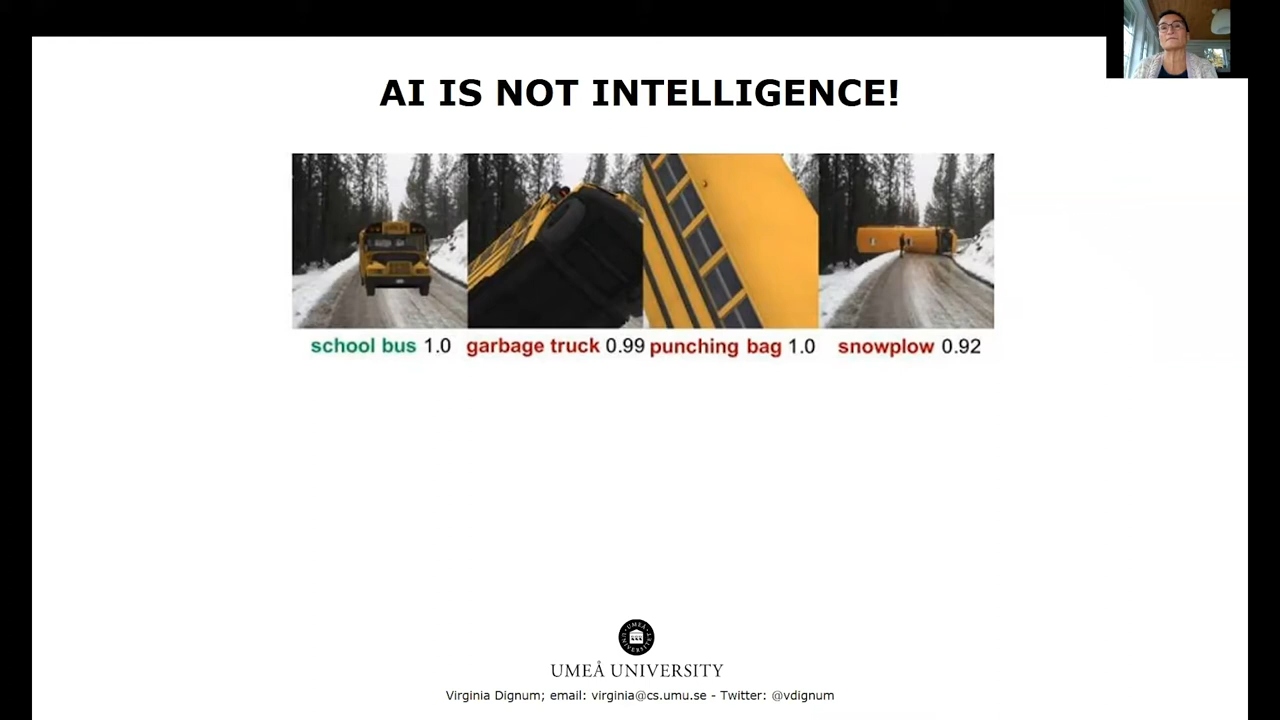 AI IS NOT INTELLIGENCE!
school bus 1.0 garbage truck 0.99 punching bag 1.0 snowplow 0.92
UMEÅ UNIVERSITY
Virginia Dignum; email: virginia@cs.umu.se - Twitter: @vdignum